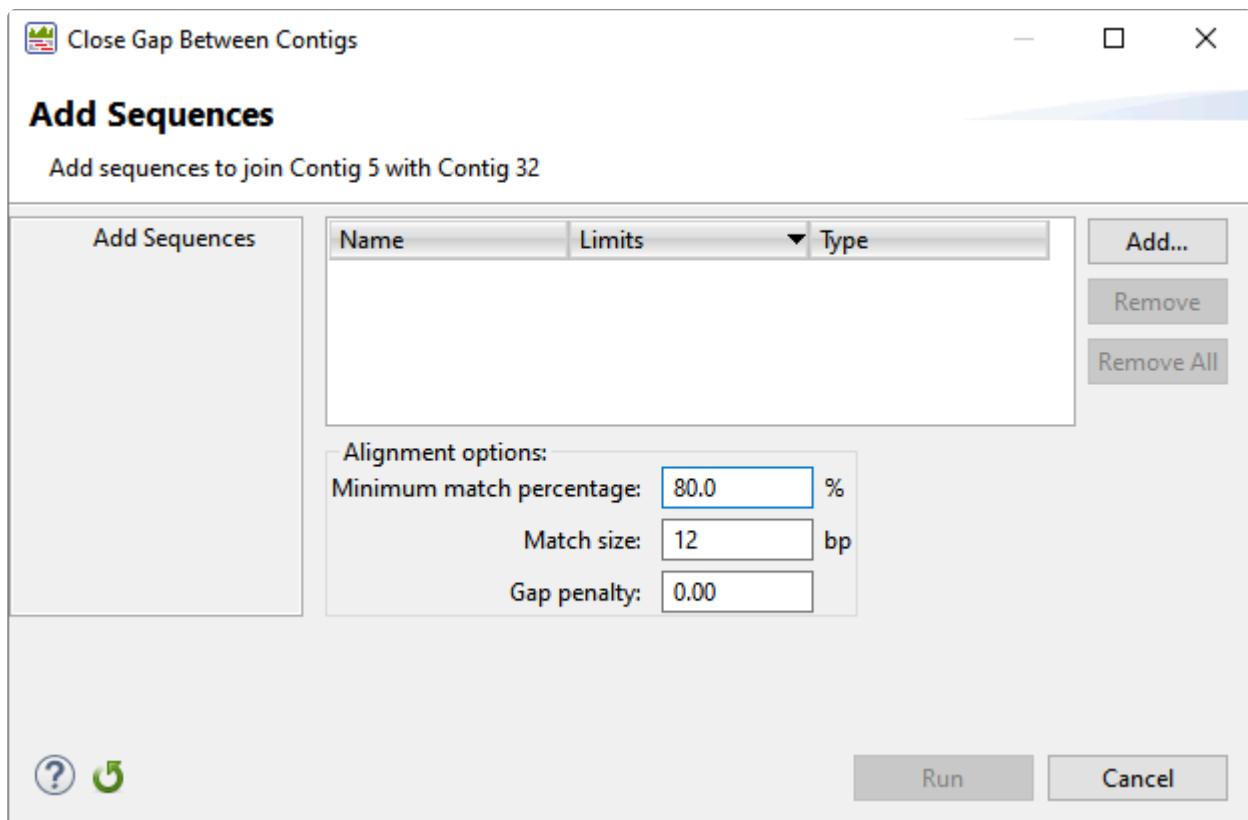 Close Gap Between Contigs
Add Sequences
Add sequences to join Contig 5 with Contig 32
Add Sequences
Name Limits Type
Add...
Remove
Remove All
Alignment options:
Minimum match percentage: 80.0 %
Match size: 12 bp
Gap penalty: 0.00
?
Run Cancel